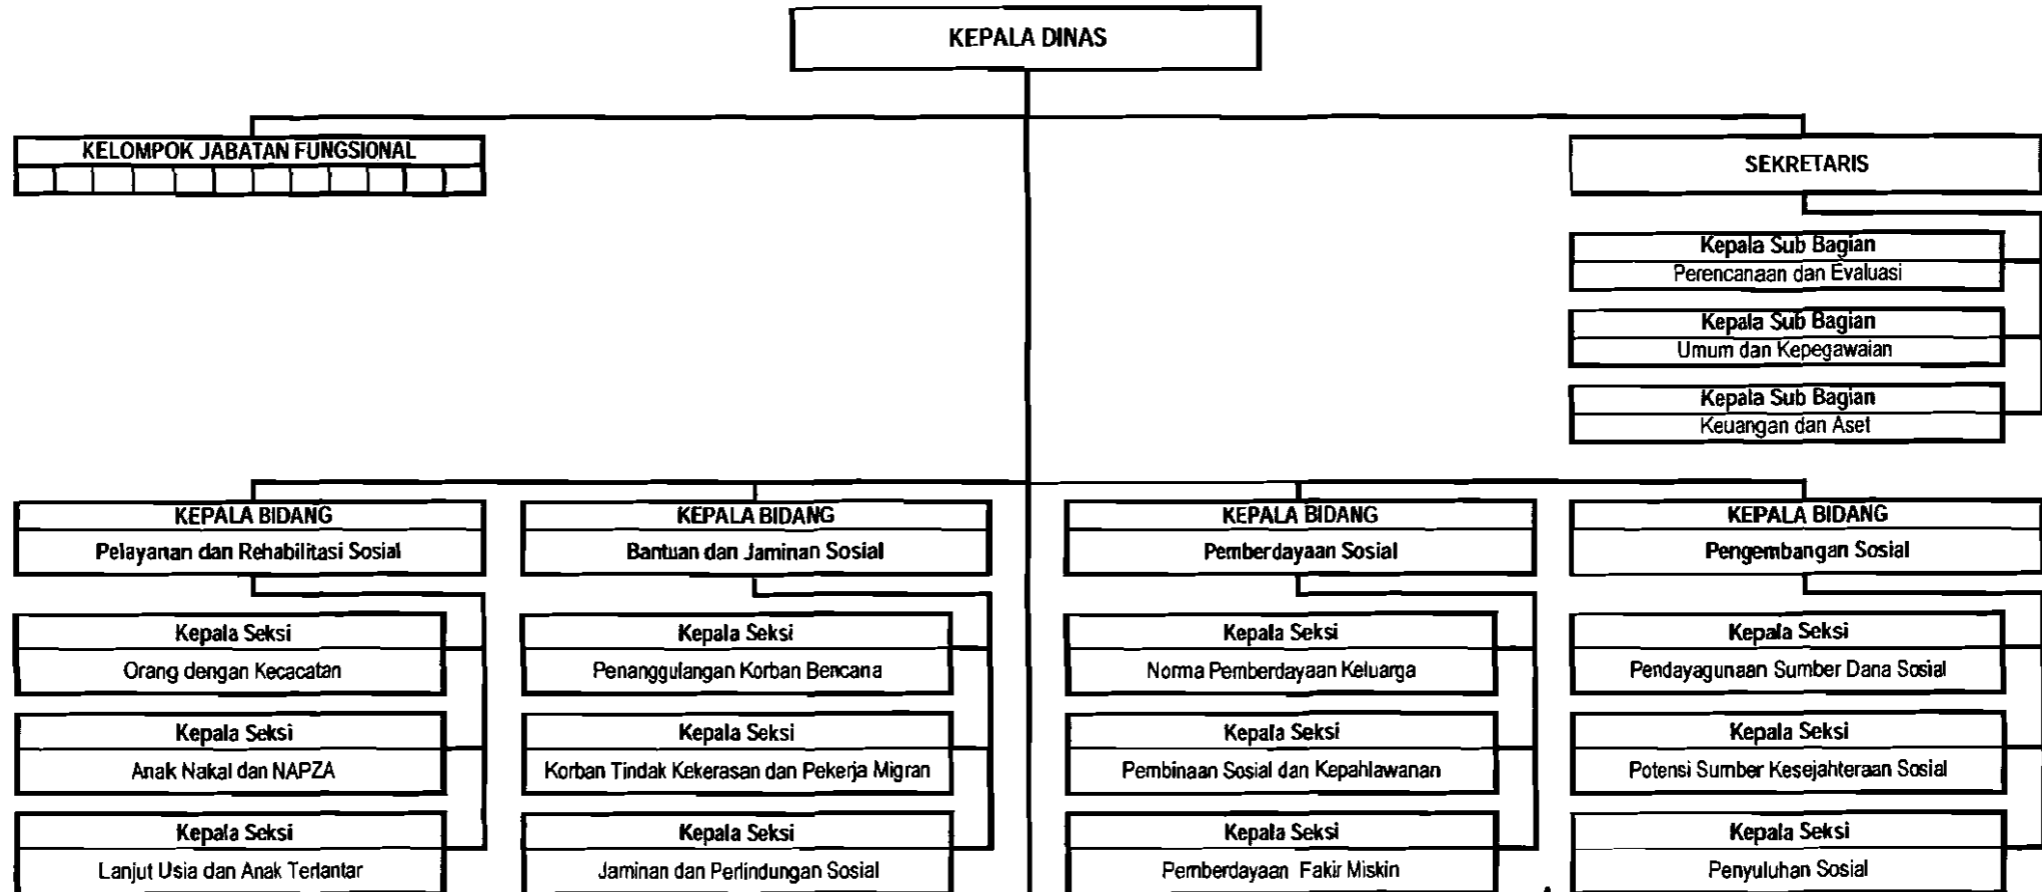 KEPALA DINAS
KELOMPOK JABATAN FUNGSIONAL
SEKRETARIS
Kepala Sub Bagian
Perencanaan dan Evaluasi
Kepala Sub Bagian
Umum dan Kepegawaian
Kepala Sub Bagian
Keuangan dan Aset
KEPALA BIDANG
Pelayanan dan Rehabilitasi Sosial
Kepala Seksi
Orang dengan Kecacatan
Kepala Seksi
Anak Nakal dan NAPZA
Kepala Seksi
Lanjut Usia dan Anak Terlantar
KEPALA BIDANG
Bantuan dan Jaminan Sosial
Kepala Seksi
Penanggulangan Korban Bencana
Kepala Seksi
Korban Tindak Kekerasan dan Pekerja Migran
Kepala Seksi
Jaminan dan Perlindungan Sosial
KEPALA BIDANG
Pemberdayaan Sosial
Kepala Seksi
Norma Pemberdayaan Keluarga
Kepala Seksi
Pembinaan Sosial dan Kepahlawanan
Kepala Seksi
Pemberdayaan Fakir Miskin
KEPALA BIDANG
Pengembangan Sosial
Kepala Seksi
Pendayagunaan Sumber Dana Sosial
Kepala Seksi
Potensi Sumber Kesejahteraan Sosial
Kepala Seksi
Penyuluhan Sosial